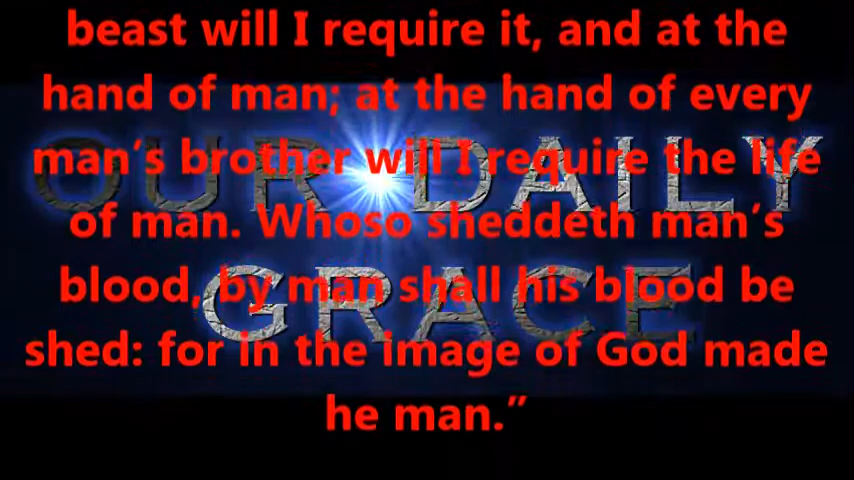 beast will I require it, and at the
hand of man; at the hand of every
man’s brother will I require the life
of man. Whoso sheddeth man’s
blood, by man shall his blood be
shed: for in the image of God made
he man.”
OUR DAILY
GRACE